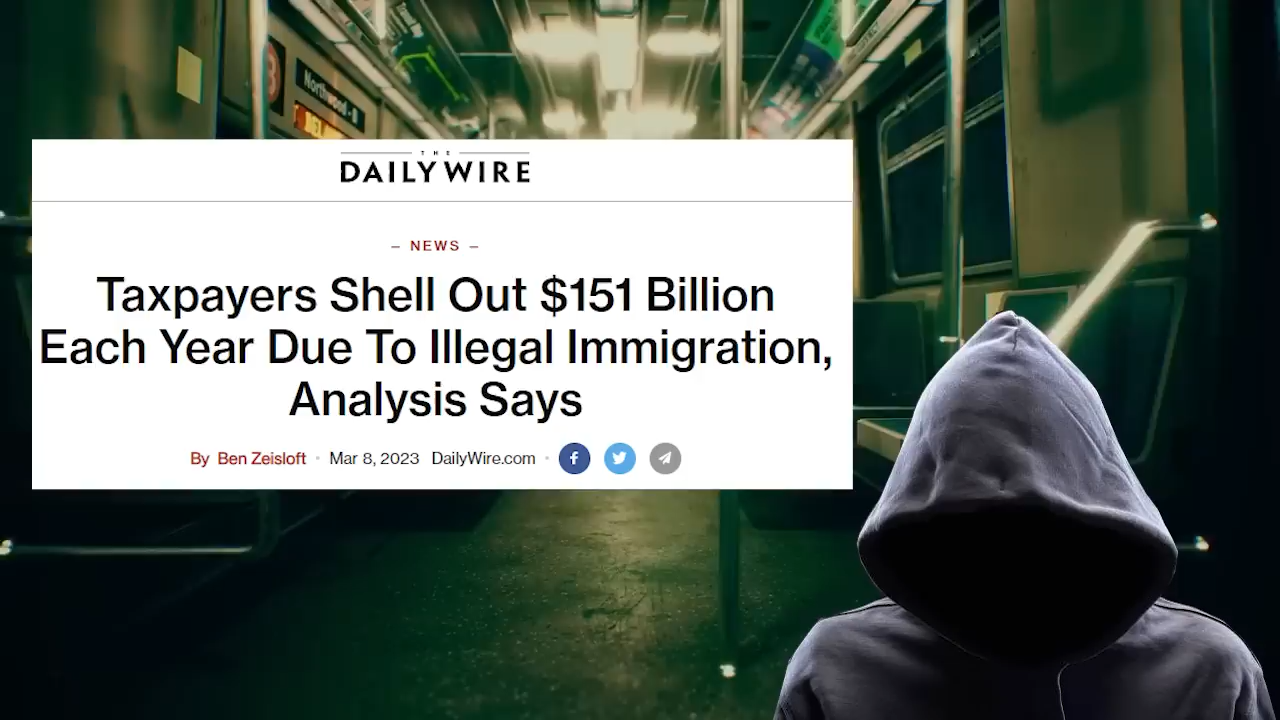 Northwood - B
THE
DAILY WIRE
– NEWS –
Taxpayers Shell Out $151 Billion
Each Year Due To Illegal Immigration,
Analysis Says
By Ben Zeisloft • Mar 8, 2023 DailyWire.com •